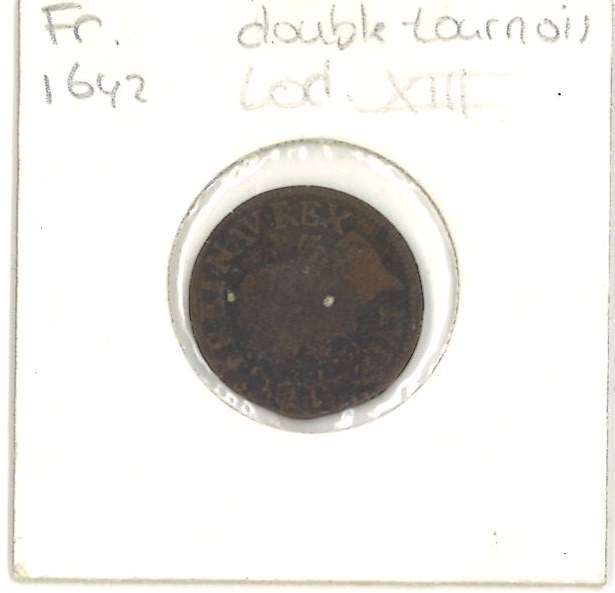 Fr. double tournois
1642 Lod. XIII
NAV REX